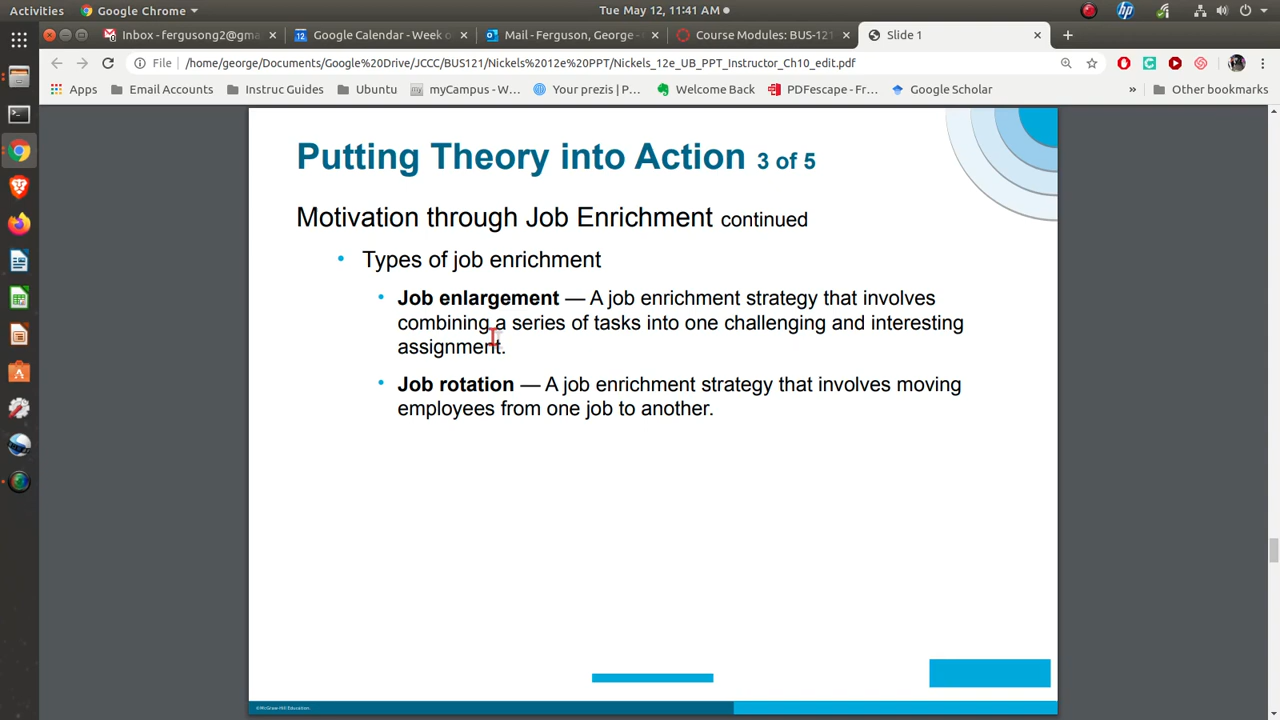 Activities
Google Chrome
Tue May 12, 11:41 AM
Inbox - fergusong2@gma
Google Calendar - Week o
Mail - Ferguson, George -
Course Modules: BUS-121
Slide 1
File
/home/george/Documents/Google%20Drive/JCCC/BUS121/Nickels%2012e%20PPT/Nickels_12e_UB_PPT_Instructor_Ch10_edit.pdf
Apps
Email Accounts
Instruc Guides
Ubuntu
myCampus - W...
Your prezis | P...
Welcome Back
PDFescape - Fr...
Google Scholar
»
Other bookmarks
Putting Theory into Action 3 of 5
Motivation through Job Enrichment continued
• Types of job enrichment
• Job enlargement — A job enrichment strategy that involves
combining a series of tasks into one challenging and interesting
assignment.
• Job rotation — A job enrichment strategy that involves moving
employees from one job to another.
©McGraw-Hill Education.